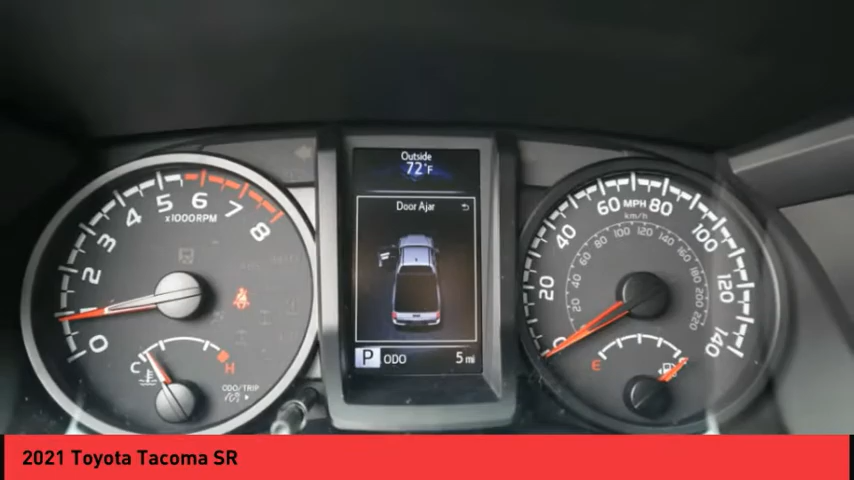 Outside
72°F
Door Ajar
P ODO 5 mi
0 1 2 3 4 5 6 7 8
x1000RPM
C H
ODO/TRIP
0 20 40 60 80 100 120 140
MPH
km/h
20 40 60 80 100 120 140 160 180 200 220
E
2021 Toyota Tacoma SR